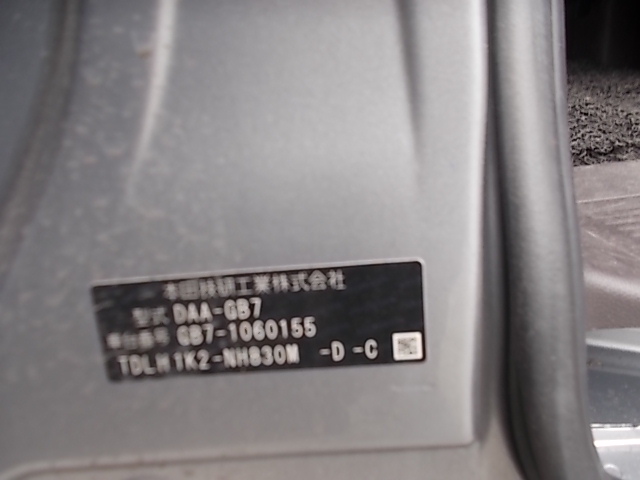 本田技研工業株式会社
型式 DAA-GB7
車台番号 GB7-1060155
TDLH1K2-NH830M -D -C